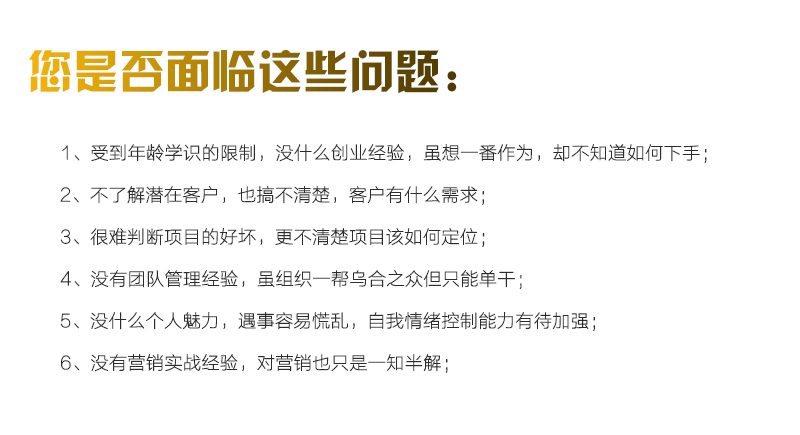 您是否面临这些问题：
1、受到年龄学识的限制，没什么创业经验，虽想一番作为，却不知道如何下手；
2、不了解潜在客户，也搞不清楚，客户有什么需求；
3、很难判断项目的好坏，更不清楚项目该如何定位；
4、没有团队管理经验，虽组织一帮乌合之众但只能单干；
5、没什么个人魅力，遇事容易慌乱，自我情绪控制能力有待加强；
6、没有营销实战经验，对营销也只是一知半解；